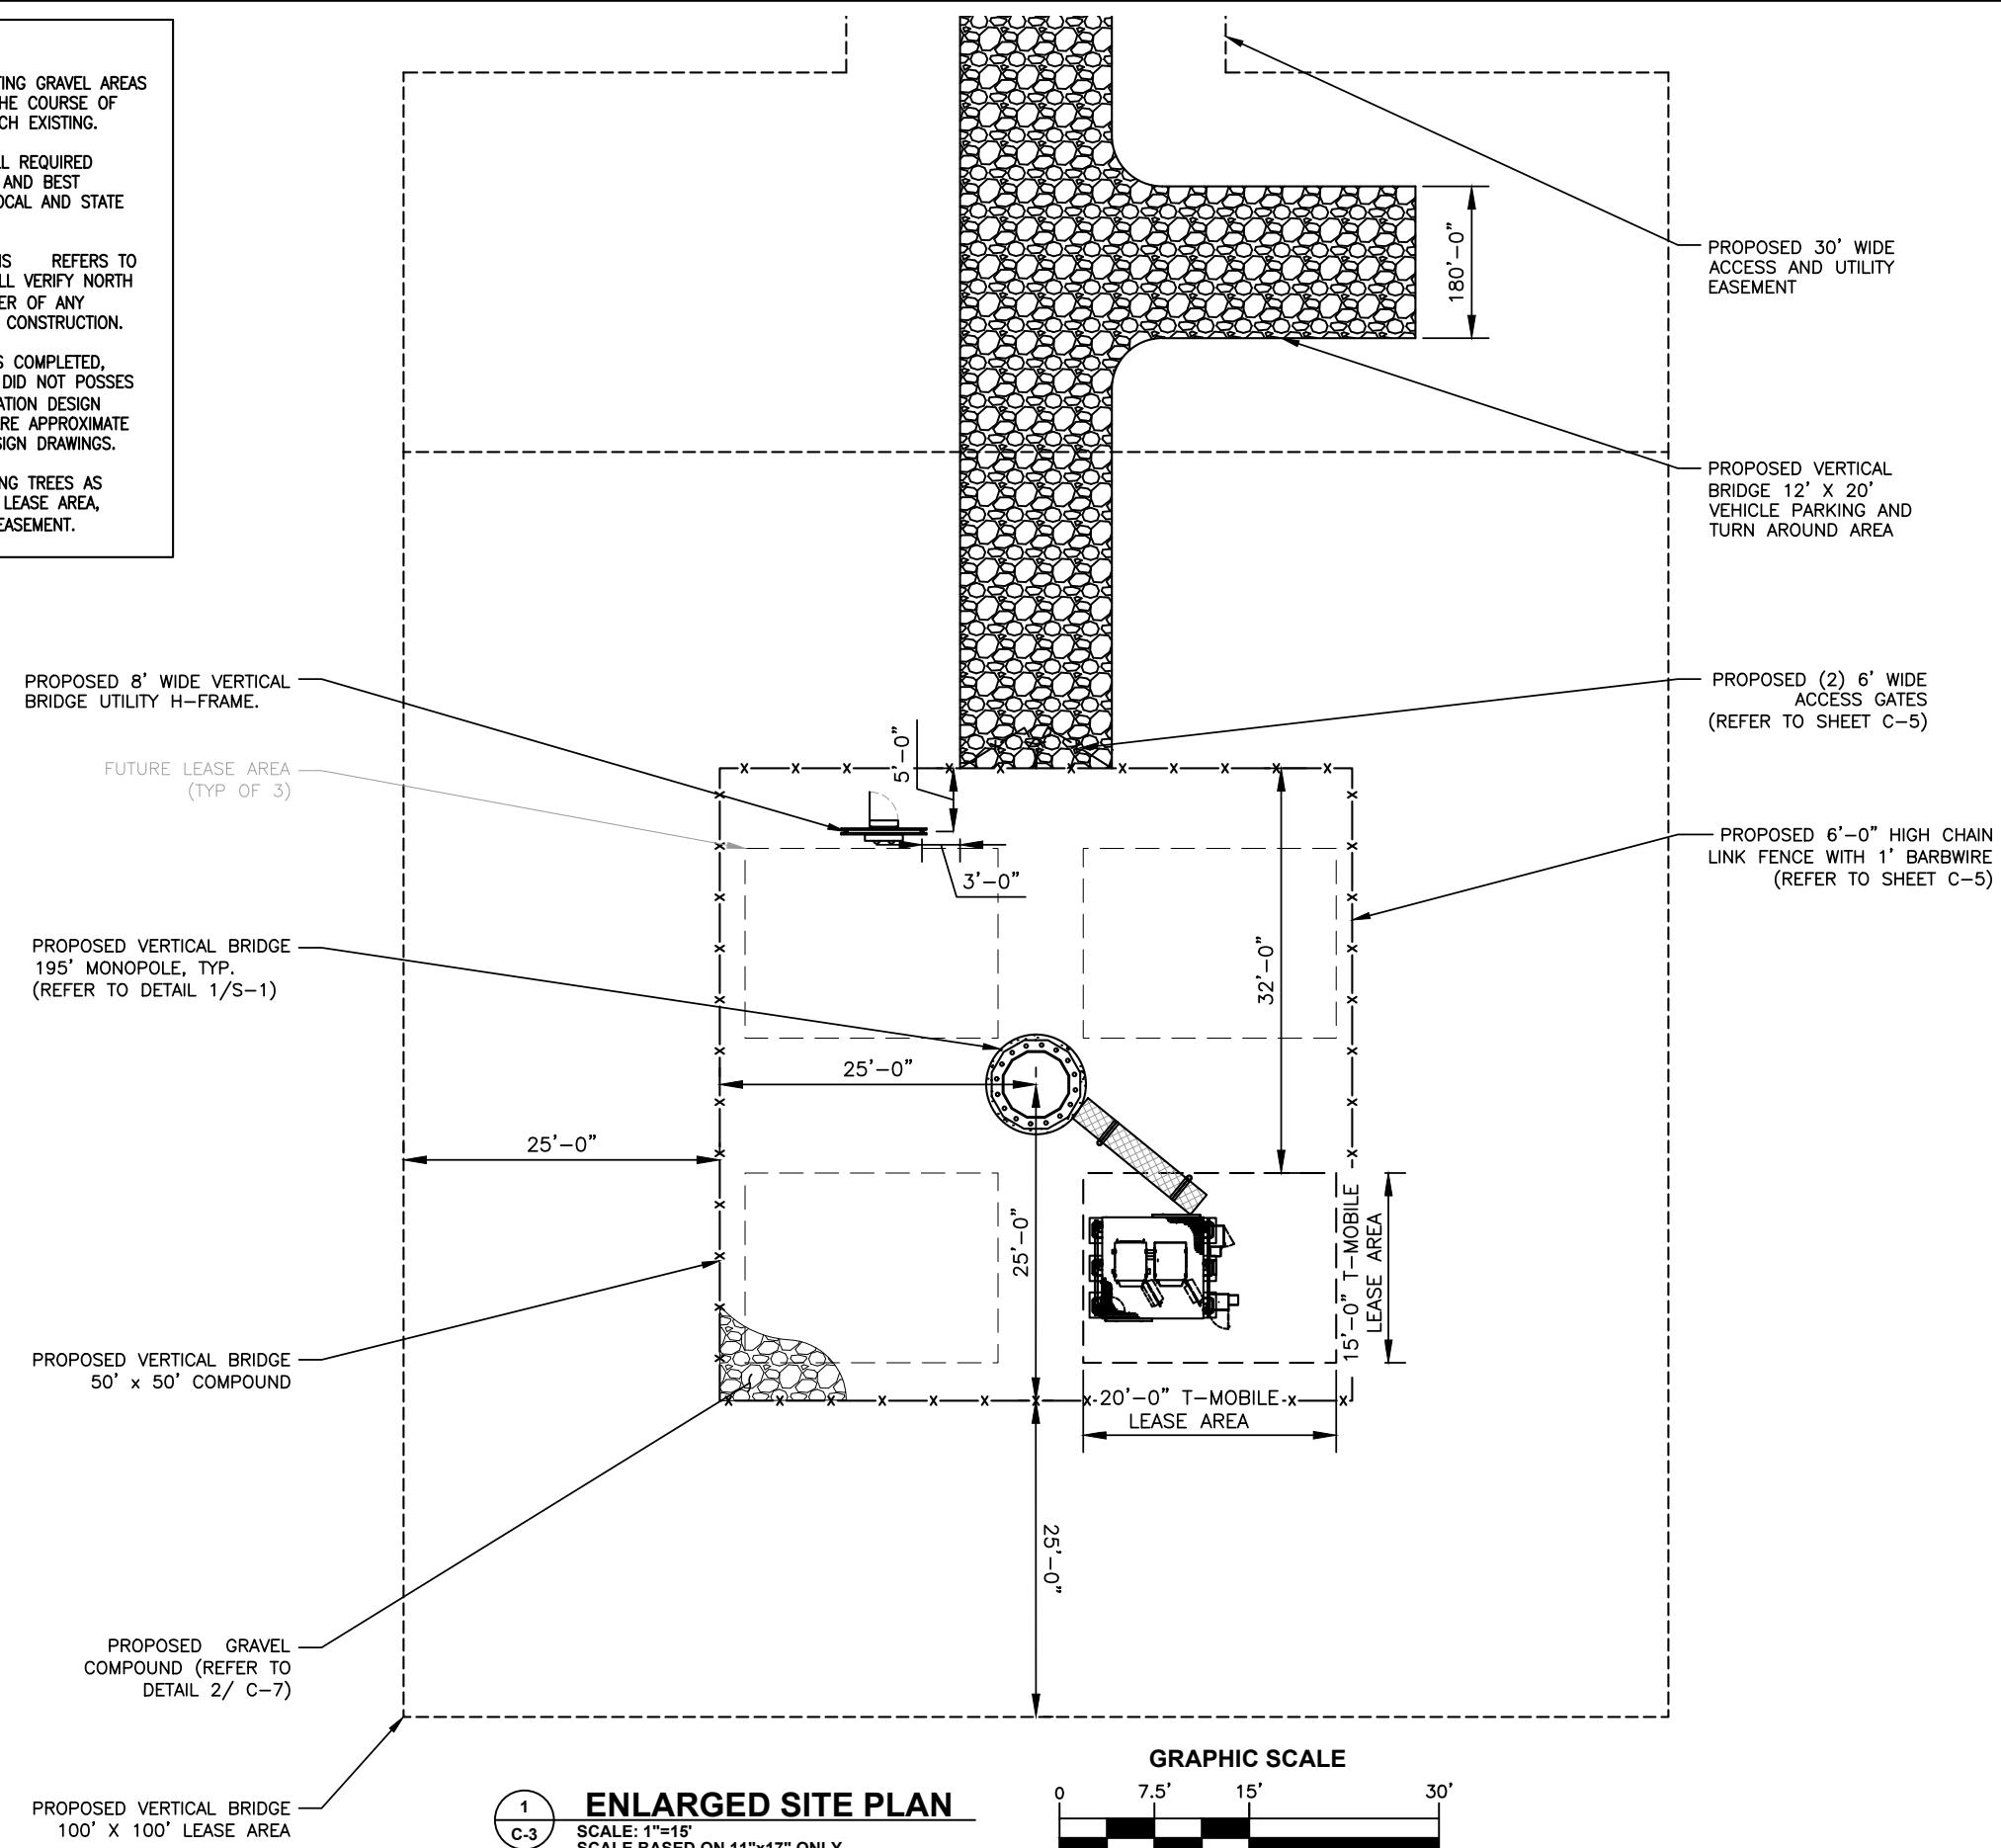 TING GRAVEL AREAS
HE COURSE OF
CH EXISTING.
L REQUIRED
AND BEST
OCAL AND STATE
IS REFERS TO
LL VERIFY NORTH
ER OF ANY
CONSTRUCTION.
S COMPLETED,
DID NOT POSSES
ATION DESIGN
RE APPROXIMATE
SIGN DRAWINGS.
NG TREES AS
LEASE AREA,
EASEMENT.
180'-0"
PROPOSED 30' WIDE
ACCESS AND UTILITY
EASEMENT
PROPOSED VERTICAL
BRIDGE 12' X 20'
VEHICLE PARKING AND
TURN AROUND AREA
PROPOSED 8' WIDE VERTICAL
BRIDGE UTILITY H-FRAME.
FUTURE LEASE AREA
(TYP OF 3)
5'-0"
3'-0"
PROPOSED (2) 6' WIDE
ACCESS GATES
(REFER TO SHEET C-5)
PROPOSED 6'-0" HIGH CHAIN
LINK FENCE WITH 1' BARBWIRE
(REFER TO SHEET C-5)
PROPOSED VERTICAL BRIDGE
195' MONOPOLE, TYP.
(REFER TO DETAIL 1/S-1)
32'-0"
25'-0"
25'-0"
25'-0"
15'-0" T-MOBILE
LEASE AREA
20'-0" T-MOBILE
LEASE AREA
25'-0"
PROPOSED VERTICAL BRIDGE
50' x 50' COMPOUND
PROPOSED GRAVEL
COMPOUND (REFER TO
DETAIL 2/ C-7)
PROPOSED VERTICAL BRIDGE
100' X 100' LEASE AREA
1
C-3
ENLARGED SITE PLAN
SCALE: 1"=15'
SCALE BASED ON 11"x17" ONLY
GRAPHIC SCALE
0 7.5' 15' 30'